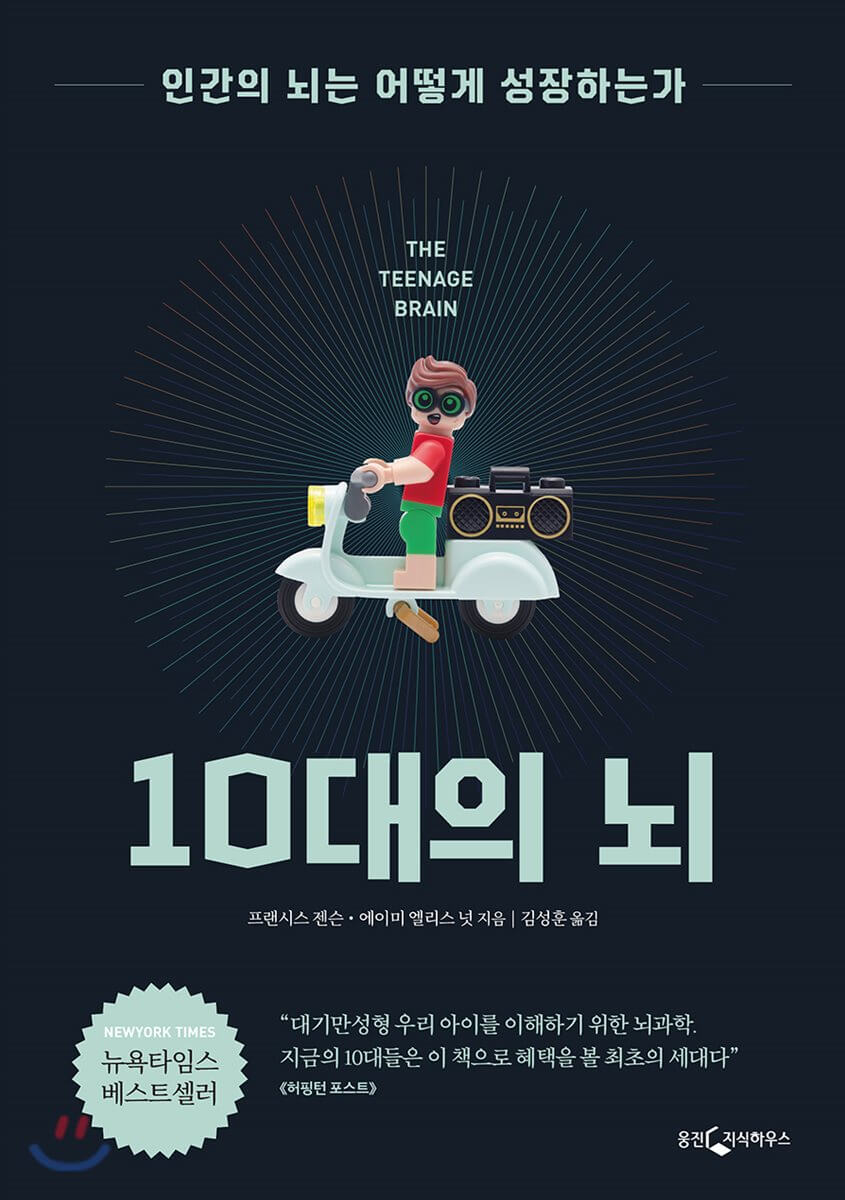 인간의 뇌는 어떻게 성장하는가
THE
TEENAGE
BRAIN
10대의 뇌
프랜시스 젠슨 · 에이미 엘리스 넛 지음 | 김성훈 옮김
NEWYORK TIMES
뉴욕타임스
베스트셀러
“대기만성형 우리 아이를 이해하기 위한 뇌과학.
지금의 10대들은 이 책으로 혜택을 볼 최초의 세대다”
《허핑턴 포스트》
웅진 지식하우스